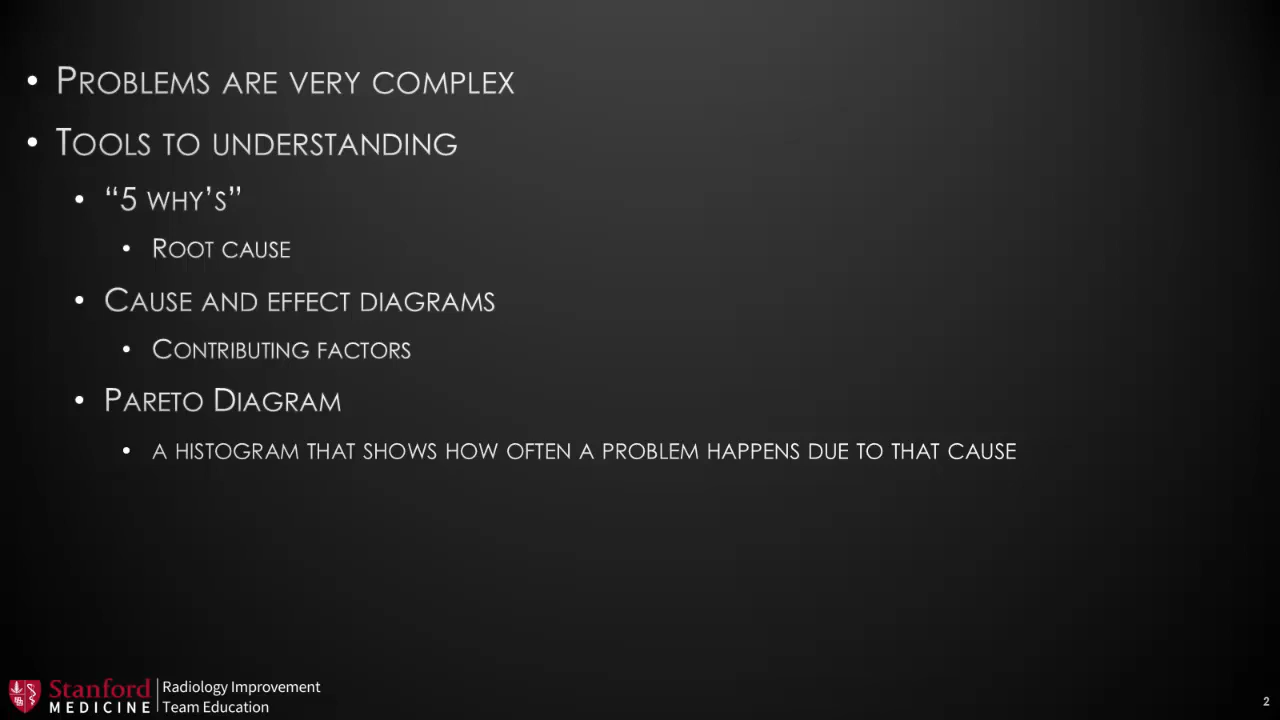 • Problems are very complex
• Tools to understanding
• “5 why’s”
• Root cause
• Cause and effect diagrams
• Contributing factors
• Pareto Diagram
• a histogram that shows how often a problem happens due to that cause
Stanford
MEDICINE
Radiology Improvement
Team Education
2